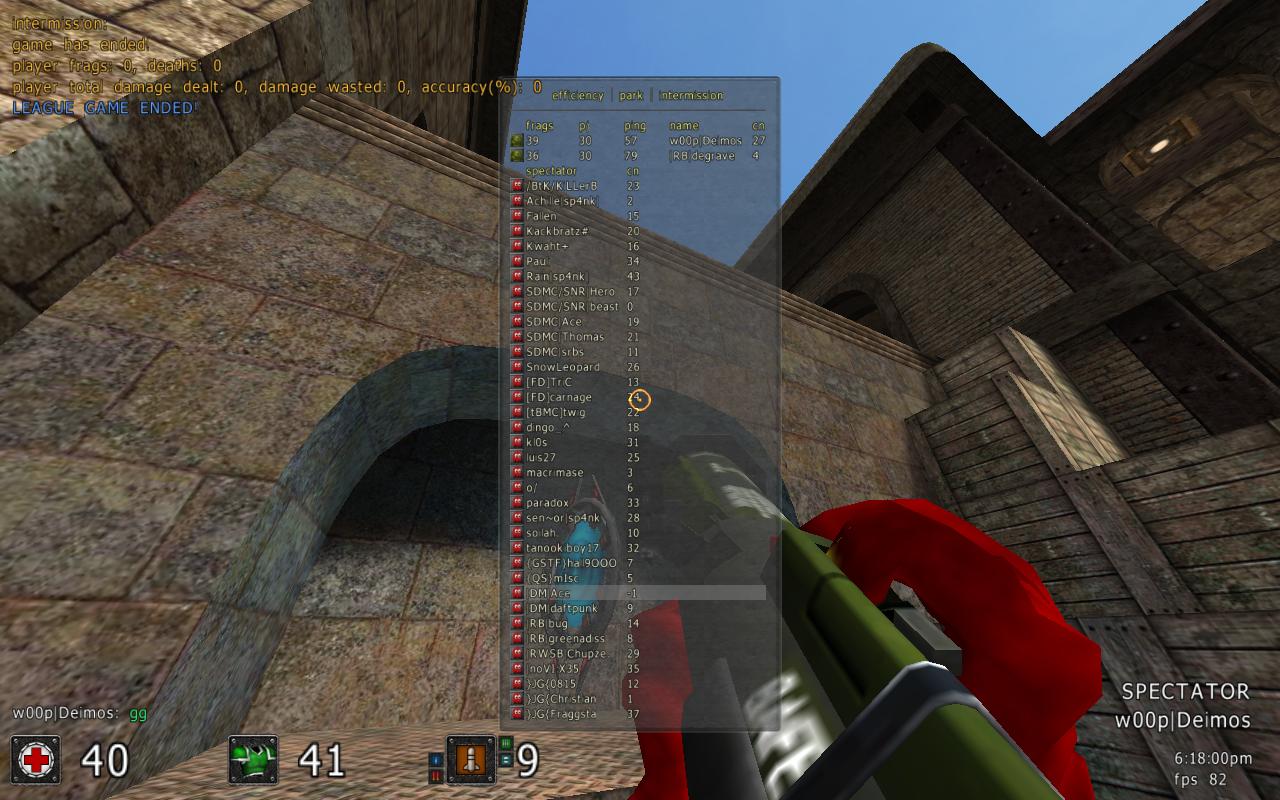 intermission:
game has ended!
player frags: 0, deaths: 0
player total damage dealt: 0, damage wasted: 0, accuracy(%): 0
LEAGUE GAME ENDED!
efficiency | park | intermission
frags pj ping name cn
39 30 57 w00p|Deimos 27
36 30 79 |RB|degrave 4
spectator cn
/BtK/KiLLerB 23
Achille|sp4nk| 2
Fallen 15
Kackbratz# 20
Kwaht+ 16
Paul 34
Rain|sp4nk| 43
SDMC/SNR|Hero 17
SDMC/SNR|beast 0
SDMC|Ace 19
SDMC|Thomas 21
SDMC|srbs 11
SnowLeopard 26
[FD]TriC 13
[FD]carnage 24
[tBMC]twig 22
dingo_^ 18
kl0s 31
luis27 25
macrimase 3
o/ 6
paradox 33
sen~or|sp4nk| 28
soilah 10
tanookiboy17 32
{GSTF}hail9OOO 7
{QS}mIsc 5
|DM|Ace -1
|DM|daftpunk 9
|RB|bug 14
|RB|greenadiss 8
|RWSB|Chupze. 29
|noV|:X35 35
}JG{0815 12
}JG{Christian 1
}JG{Fraggsta 37
w00p|Deimos: gg
SPECTATOR
w00p|Deimos
40 41 9
6:18:00pm
fps 82